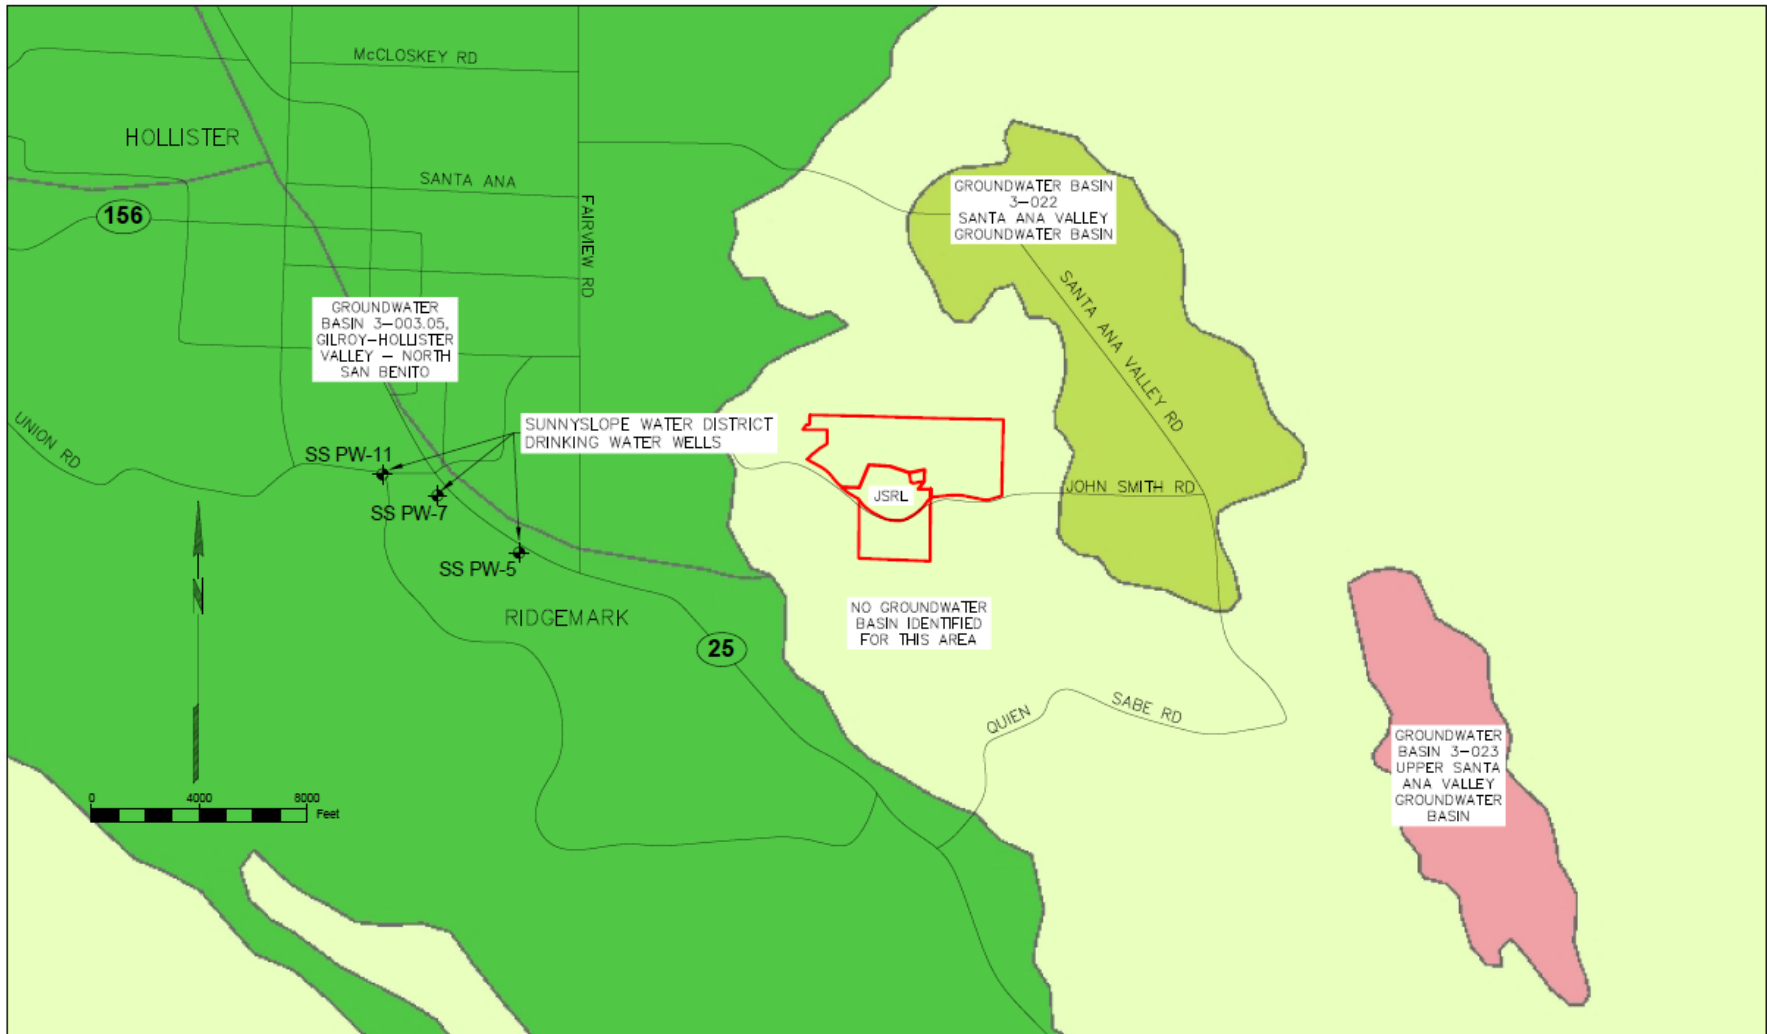 McCLOSKEY RD
HOLLISTER
SANTA ANA
156
FAIRVIEW RD
GROUNDWATER BASIN
3-022
SANTA ANA VALLEY
GROUNDWATER BASIN
SANTA ANA VALLEY RD
GROUNDWATER
BASIN 3-003.05,
GILROY-HOLLISTER
VALLEY - NORTH
SAN BENITO
UNION RD
SUNNYSLOPE WATER DISTRICT
DRINKING WATER WELLS
SS PW-11
SS PW-7
SS PW-5
JSRL
JOHN SMITH RD
N
RIDGEMARK
25
NO GROUNDWATER
BASIN IDENTIFIED
FOR THIS AREA
QUIEN SABE RD
GROUNDWATER
BASIN 3-023
UPPER SANTA
ANA VALLEY
GROUNDWATER
BASIN
0 4000 8000
Feet